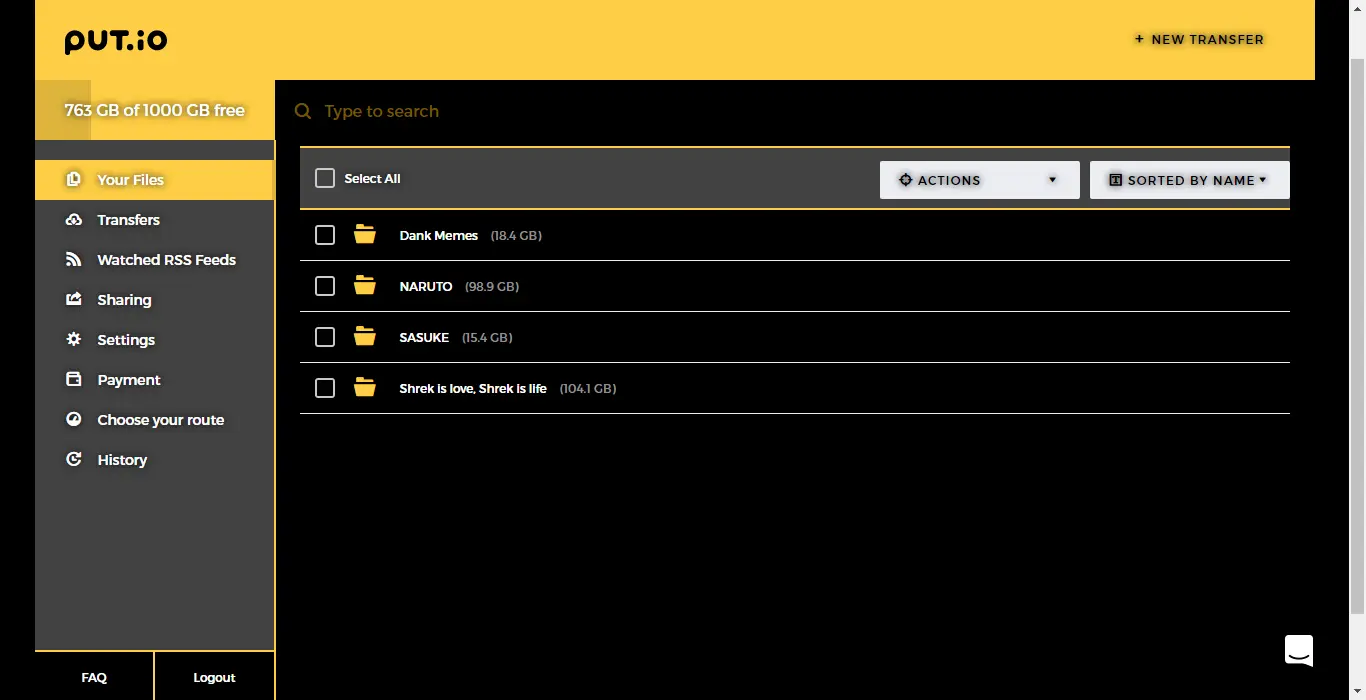 PUT.io
+ NEW TRANSFER
763 GB of 1000 GB free
Type to search
Your Files
Transfers
Watched RSS Feeds
Sharing
Settings
Payment
Choose your route
History
FAQ
Logout
Select All
ACTIONS
SORTED BY NAME
Dank Memes (18.4 GB)
NARUTO (98.9 GB)
SASUKE (15.4 GB)
Shrek is love, Shrek is life (104.1 GB)